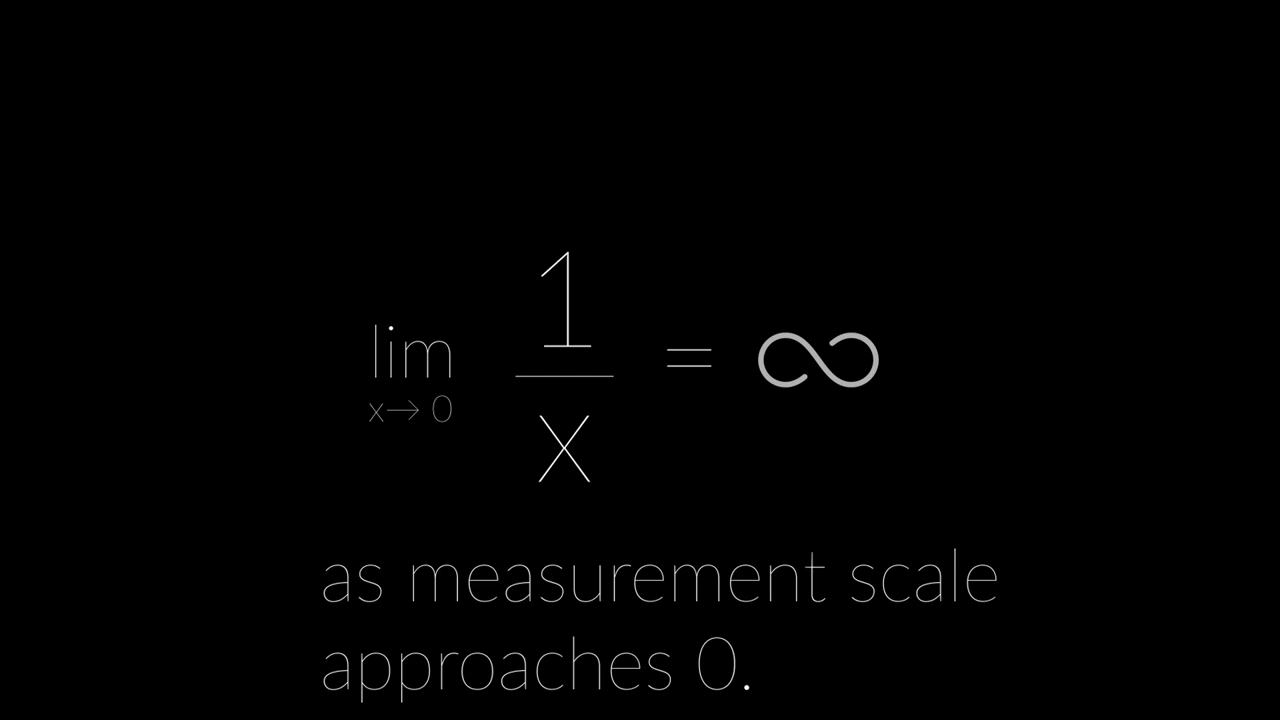 lim 1 = ∞
x→ 0 x
as measurement scale
approaches 0.